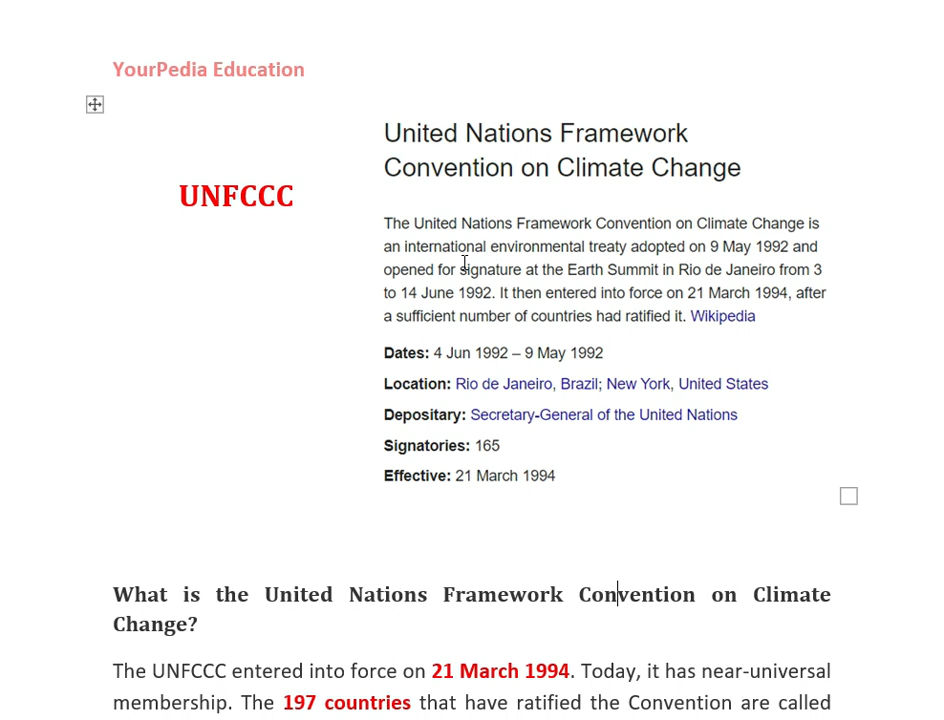 YourPedia Education
UNFCCC
United Nations Framework
Convention on Climate Change
The United Nations Framework Convention on Climate Change is
an international environmental treaty adopted on 9 May 1992 and
opened for signature at the Earth Summit in Rio de Janeiro from 3
to 14 June 1992. It then entered into force on 21 March 1994, after
a sufficient number of countries had ratified it. Wikipedia
Dates: 4 Jun 1992 – 9 May 1992
Location: Rio de Janeiro, Brazil; New York, United States
Depositary: Secretary-General of the United Nations
Signatories: 165
Effective: 21 March 1994
What is the United Nations Framework Convention on Climate
Change?
The UNFCCC entered into force on 21 March 1994. Today, it has near-universal
membership. The 197 countries that have ratified the Convention are called